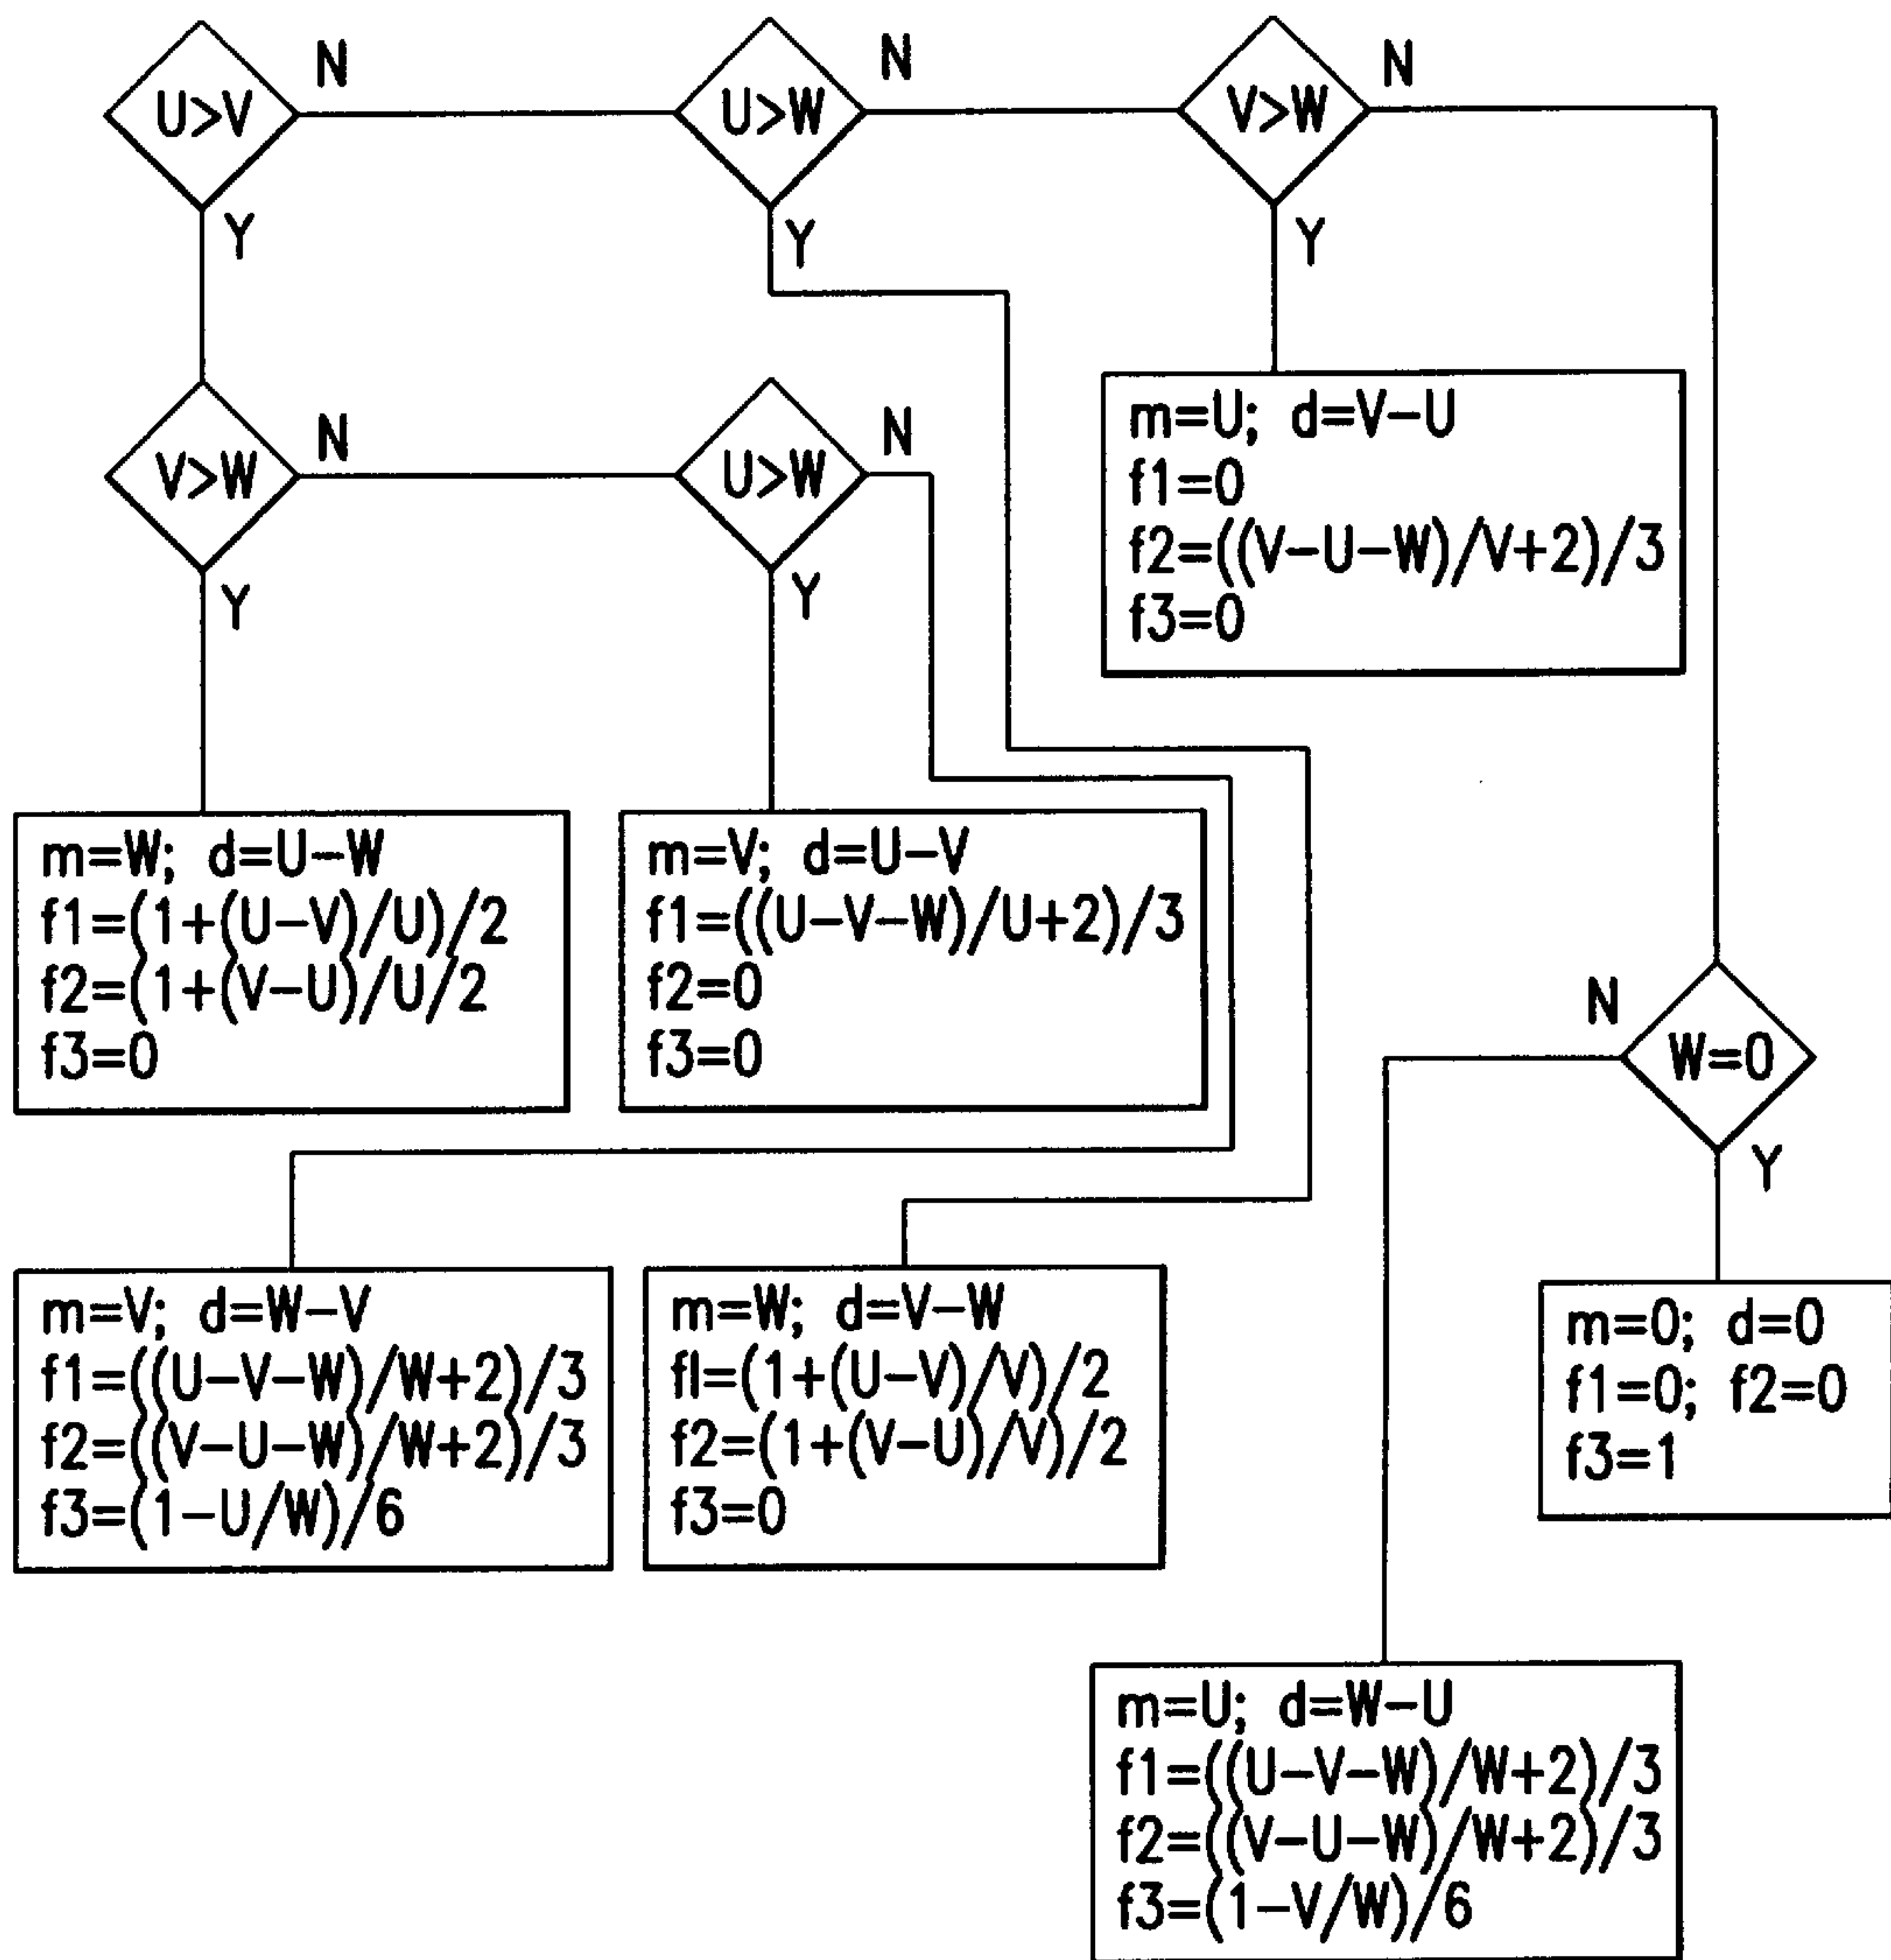 U>V
N
U>W
N
V>W
N
Y
Y
Y
V>W
N
U>W
N
Y
Y
m=U; d=V-U
f1=0
f2=((V-U-W)/V+2)/3
f3=0
m=W; d=U-W
f1=(1+(U-V)/U)/2
f2=(1+(V-U)/U/2
f3=0
m=V; d=U-V
f1=((U-V-W)/U+2)/3
f2=0
f3=0
N
W=0
Y
m=V; d=W-V
f1=((U-V-W)/W+2)/3
f2=((V-U-W)/W+2)/3
f3=(1-U/W)/6
m=W; d=V-W
fl=(1+(U-V)/V)/2
f2=(1+(V-U)/V)/2
f3=0
m=0; d=0
f1=0; f2=0
f3=1
m=U; d=W-U
f1=((U-V-W)/W+2)/3
f2=((V-U-W)/W+2)/3
f3=(1-V/W)/6